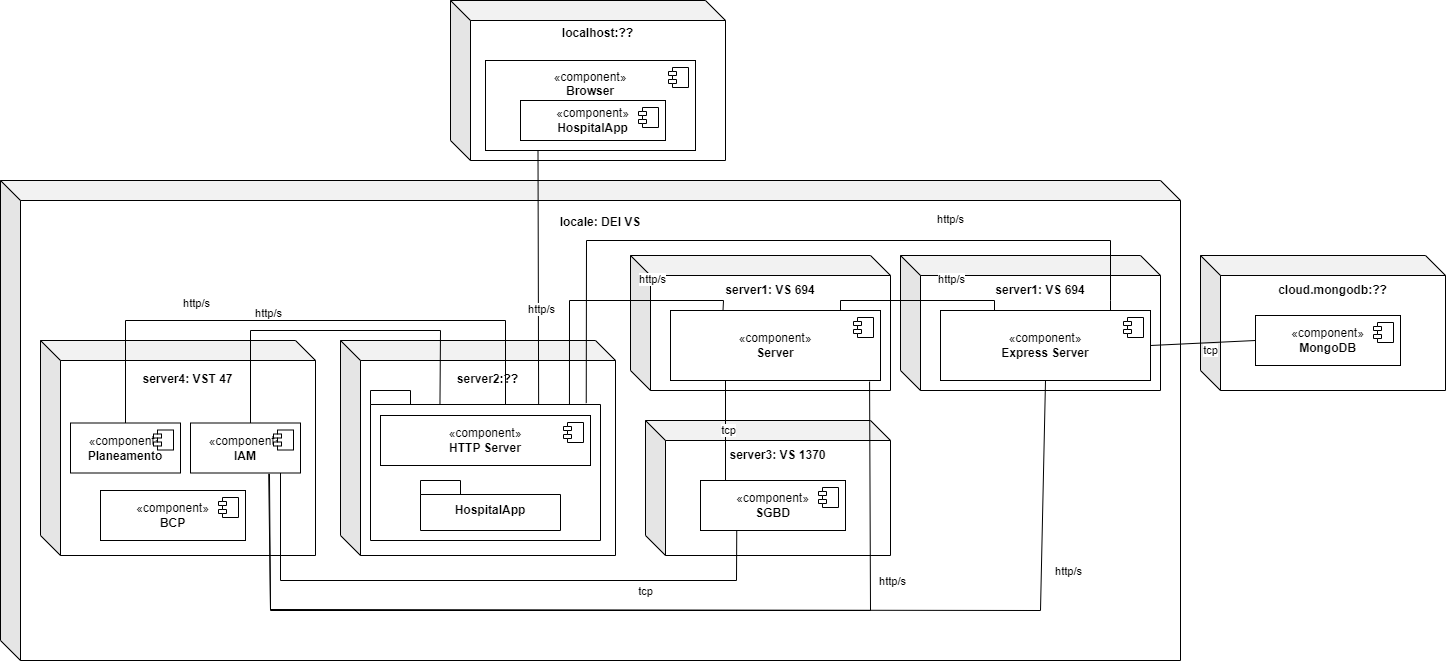 localhost:??
«component»
Browser
«component»
HospitalApp
locale: DEI VS
http/s
http/s
http/s
server1: VS 694
server1: VS 694
cloud.mongodb:??
http/s
http/s
http/s
«component»
Server
«component»
Express Server
«component»
MongoDB
tcp
server4: VST 47
server2:??
«component»
Planeamento
«component»
IAM
«component»
HTTP Server
tcp
server3: VS 1370
«component»
BCP
HospitalApp
«component»
SGBD
http/s
http/s
tcp